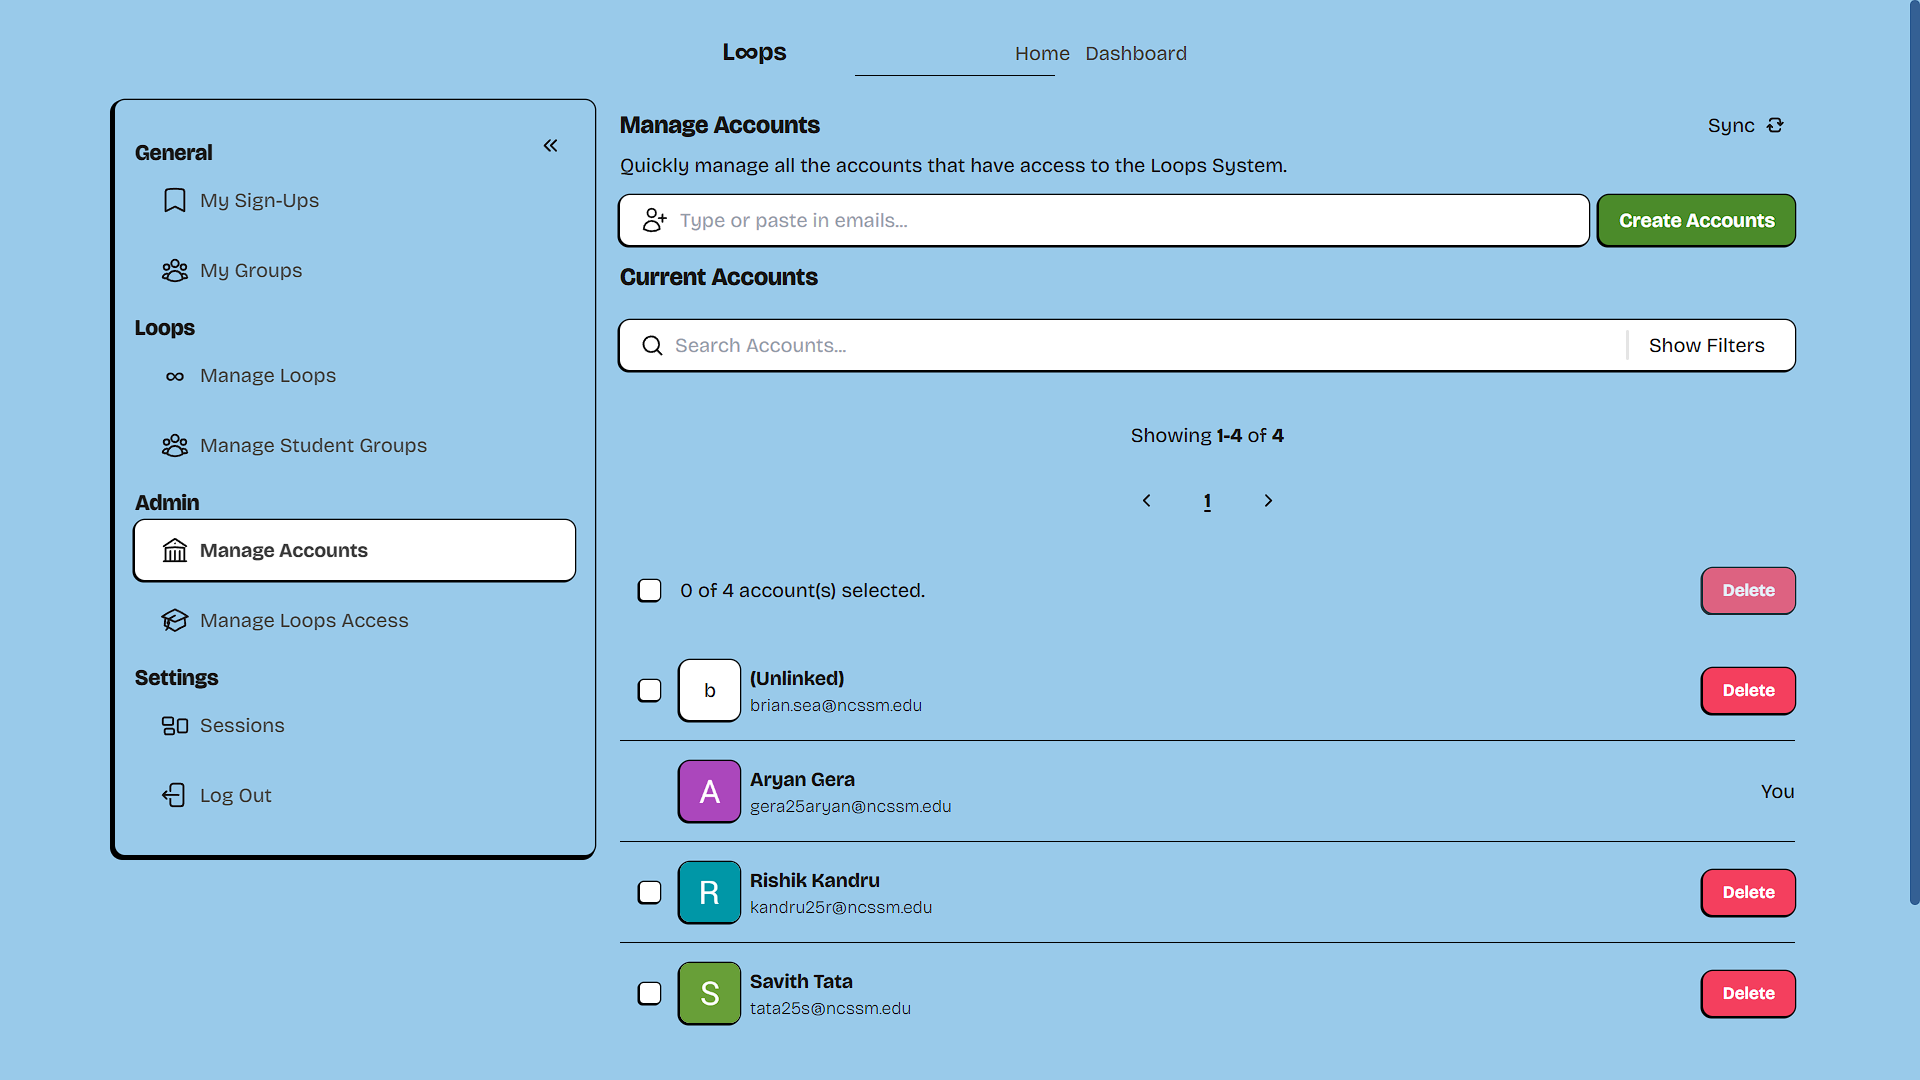 L∞ps
Home Dashboard
General
My Sign-Ups
My Groups
Loops
Manage Loops
Manage Student Groups
Admin
Manage Accounts
Manage Loops Access
Settings
Sessions
Log Out
Manage Accounts
Sync
Quickly manage all the accounts that have access to the Loops System.
Type or paste in emails...
Create Accounts
Current Accounts
Search Accounts...
Show Filters
Showing 1-4 of 4
1
0 of 4 account(s) selected.
Delete
b
(Unlinked)
brian.sea@ncssm.edu
Delete
A
Aryan Gera
gera25aryan@ncssm.edu
You
R
Rishik Kandru
kandru25r@ncssm.edu
Delete
S
Savith Tata
tata25s@ncssm.edu
Delete